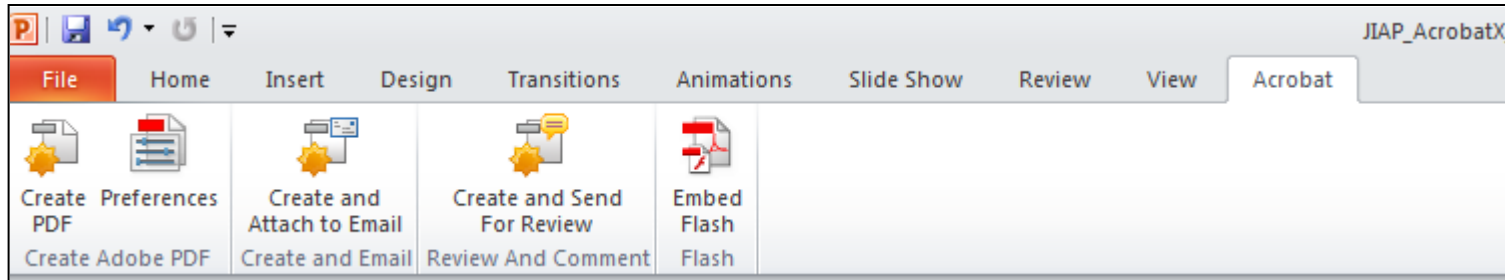 P
JIAP_AcrobatX
File Home Insert Design Transitions Animations Slide Show Review View Acrobat
Create Preferences Create and Create and Send Embed
PDF Attach to Email For Review Flash
Create Adobe PDF Create and Email Review And Comment Flash